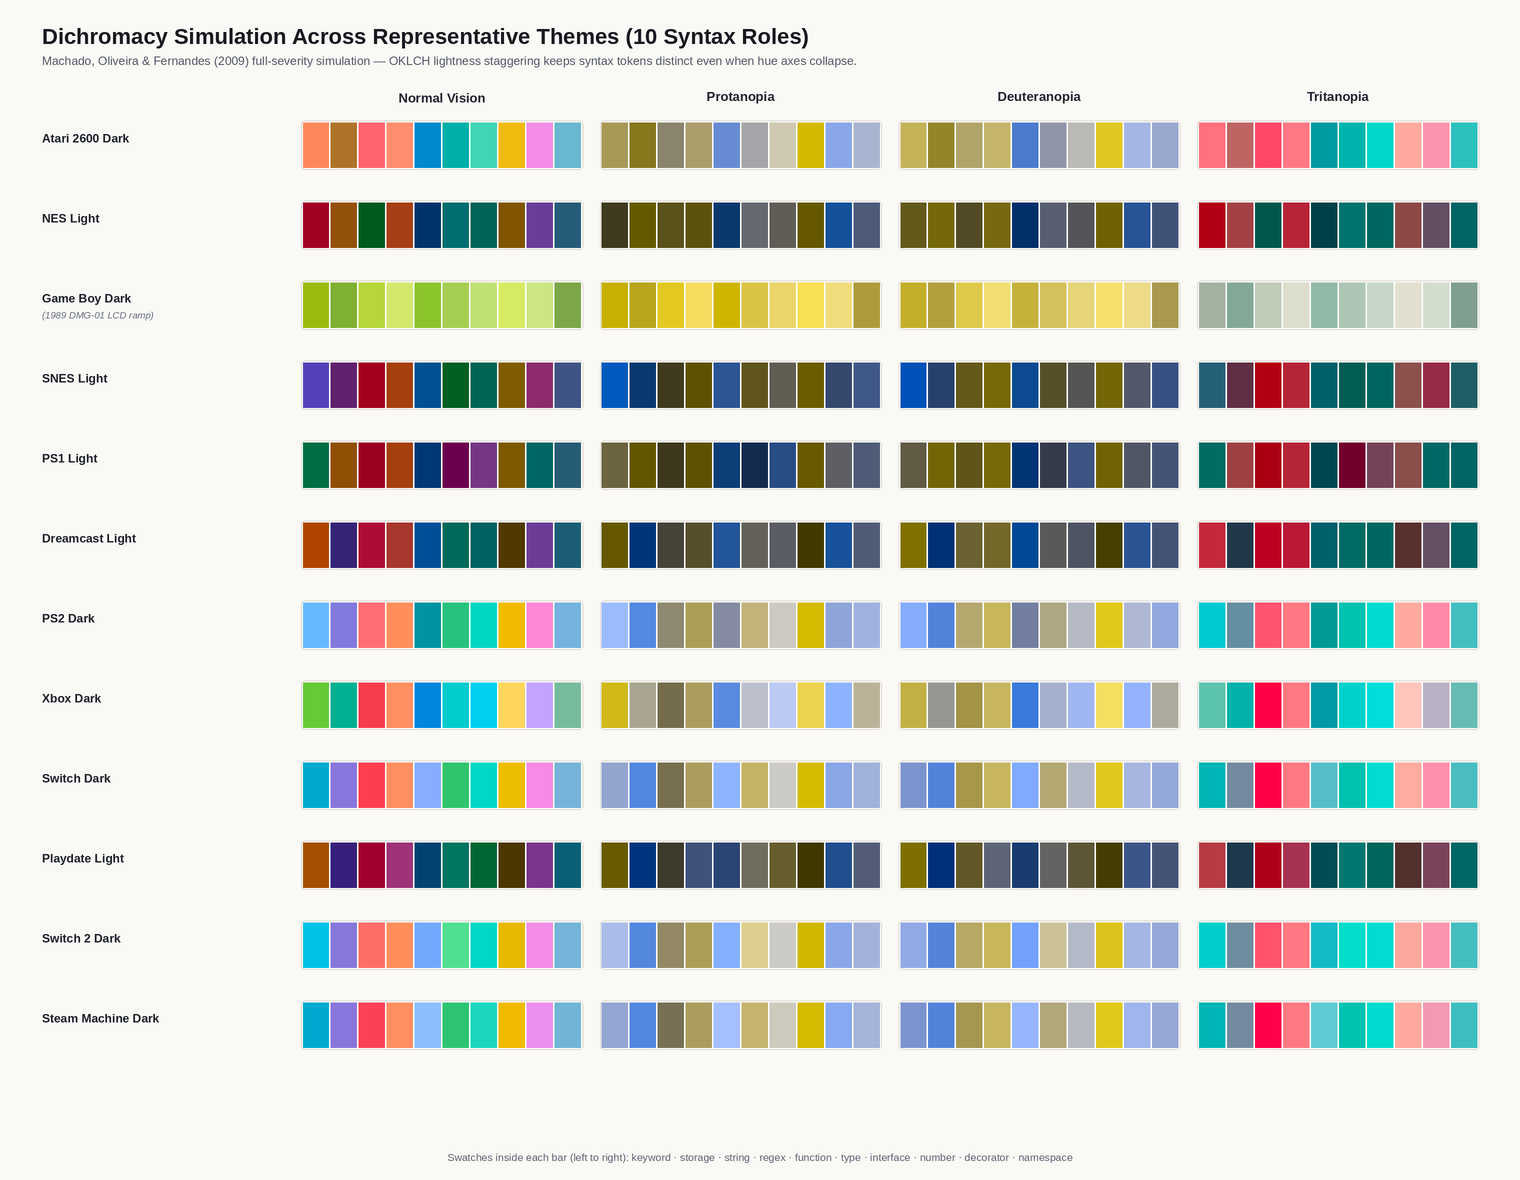 Dichromacy Simulation Across Representative Themes (10 Syntax Roles)
Machado, Oliveira & Fernandes (2009) full-severity simulation — OKLCH lightness staggering keeps syntax tokens distinct even when hue axes collapse.
Normal Vision
Protanopia
Deuteranopia
Tritanopia
Atari 2600 Dark
NES Light
Game Boy Dark
(1989 DMG-01 LCD ramp)
SNES Light
PS1 Light
Dreamcast Light
PS2 Dark
Xbox Dark
Switch Dark
Playdate Light
Switch 2 Dark
Steam Machine Dark
Swatches inside each bar (left to right): keyword · storage · string · regex · function · type · interface · number · decorator · namespace